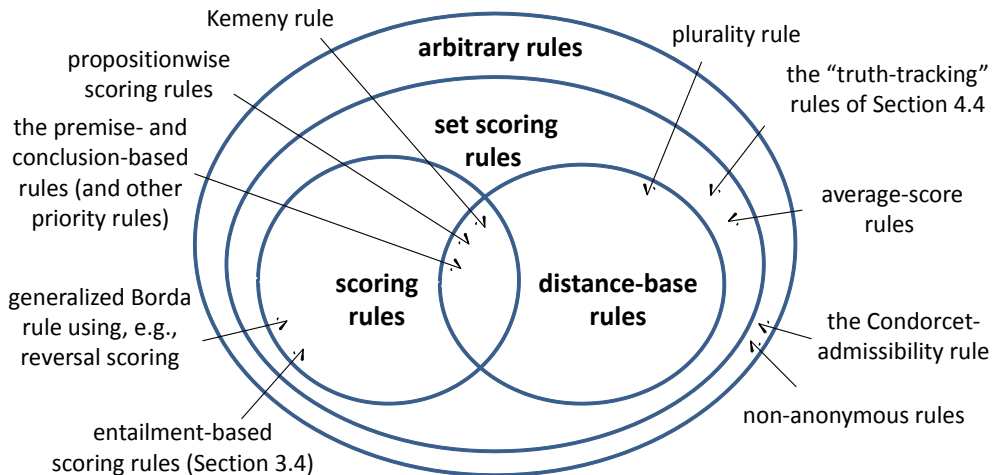 Kemeny rule
arbitrary rules
plurality rule
propositionwise
scoring rules
the "truth-tracking"
rules of Section 4.4
the premise- and
conclusion-based
rules (and other
priority rules)
set scoring
rules
average-score
rules
scoring
rules
distance-base
rules
generalized Borda
rule using, e.g.,
reversal scoring
the Condorcet-
admissibility rule
non-anonymous rules
entailment-based
scoring rules (Section 3.4)